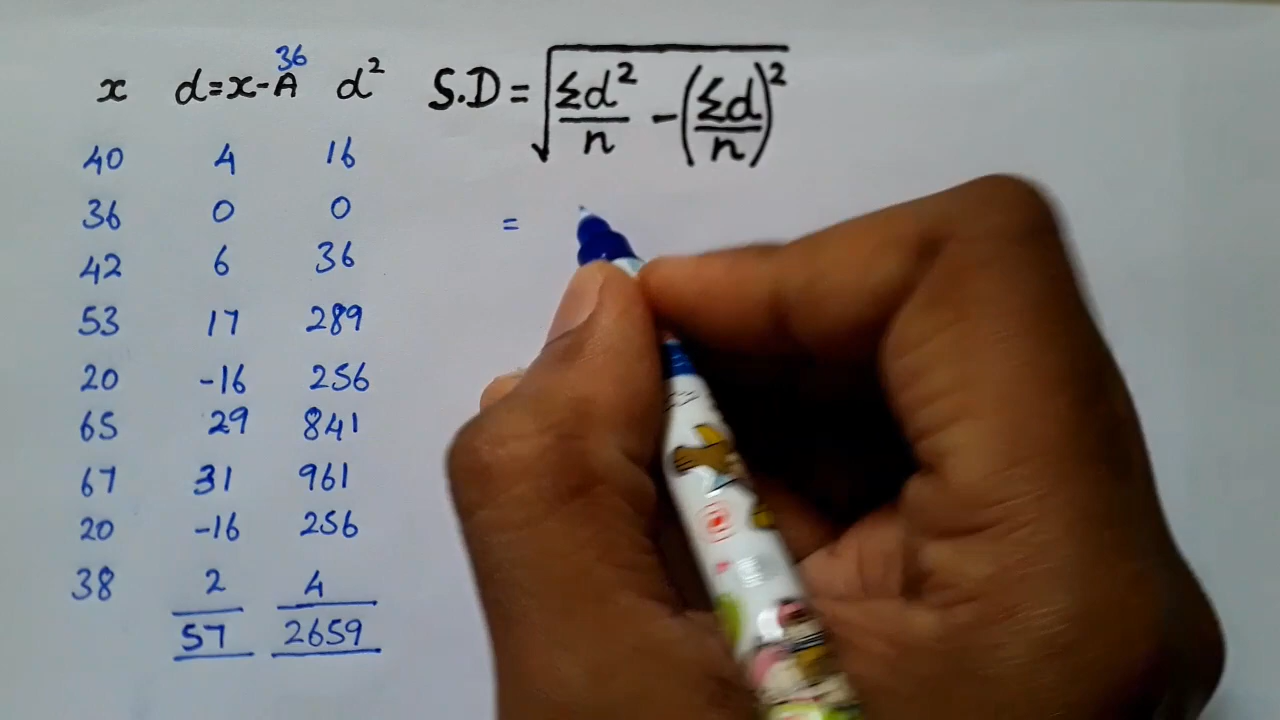 x d=x-A 36 d² S.D = √(Σd²/n - (Σd/n)²)
40 4 16
36 0 0 =
42 6 36
53 17 289
20 -16 256
65 29 841
67 31 961
20 -16 256
38 2 4
57 2659